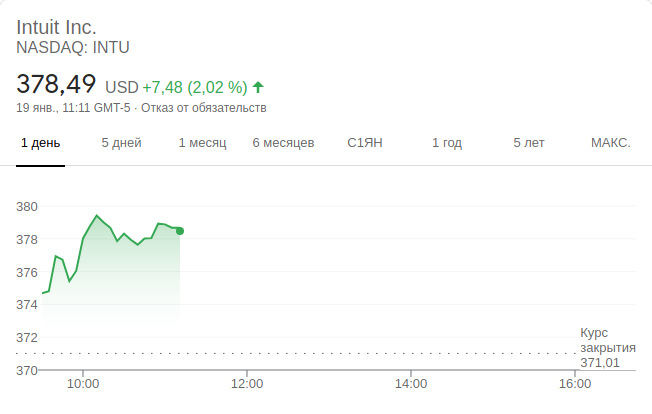 Intuit Inc.
NASDAQ: INTU
378,49 USD +7,48 (2,02 %)
19 янв., 11:11 GMT-5 · Отказ от обязательств
1 день 5 дней 1 месяц 6 месяцев С1ЯН 1 год 5 лет МАКС.
380
378
376
374
372
370
Курс
закрытия
371,01
10:00 12:00 14:00 16:00